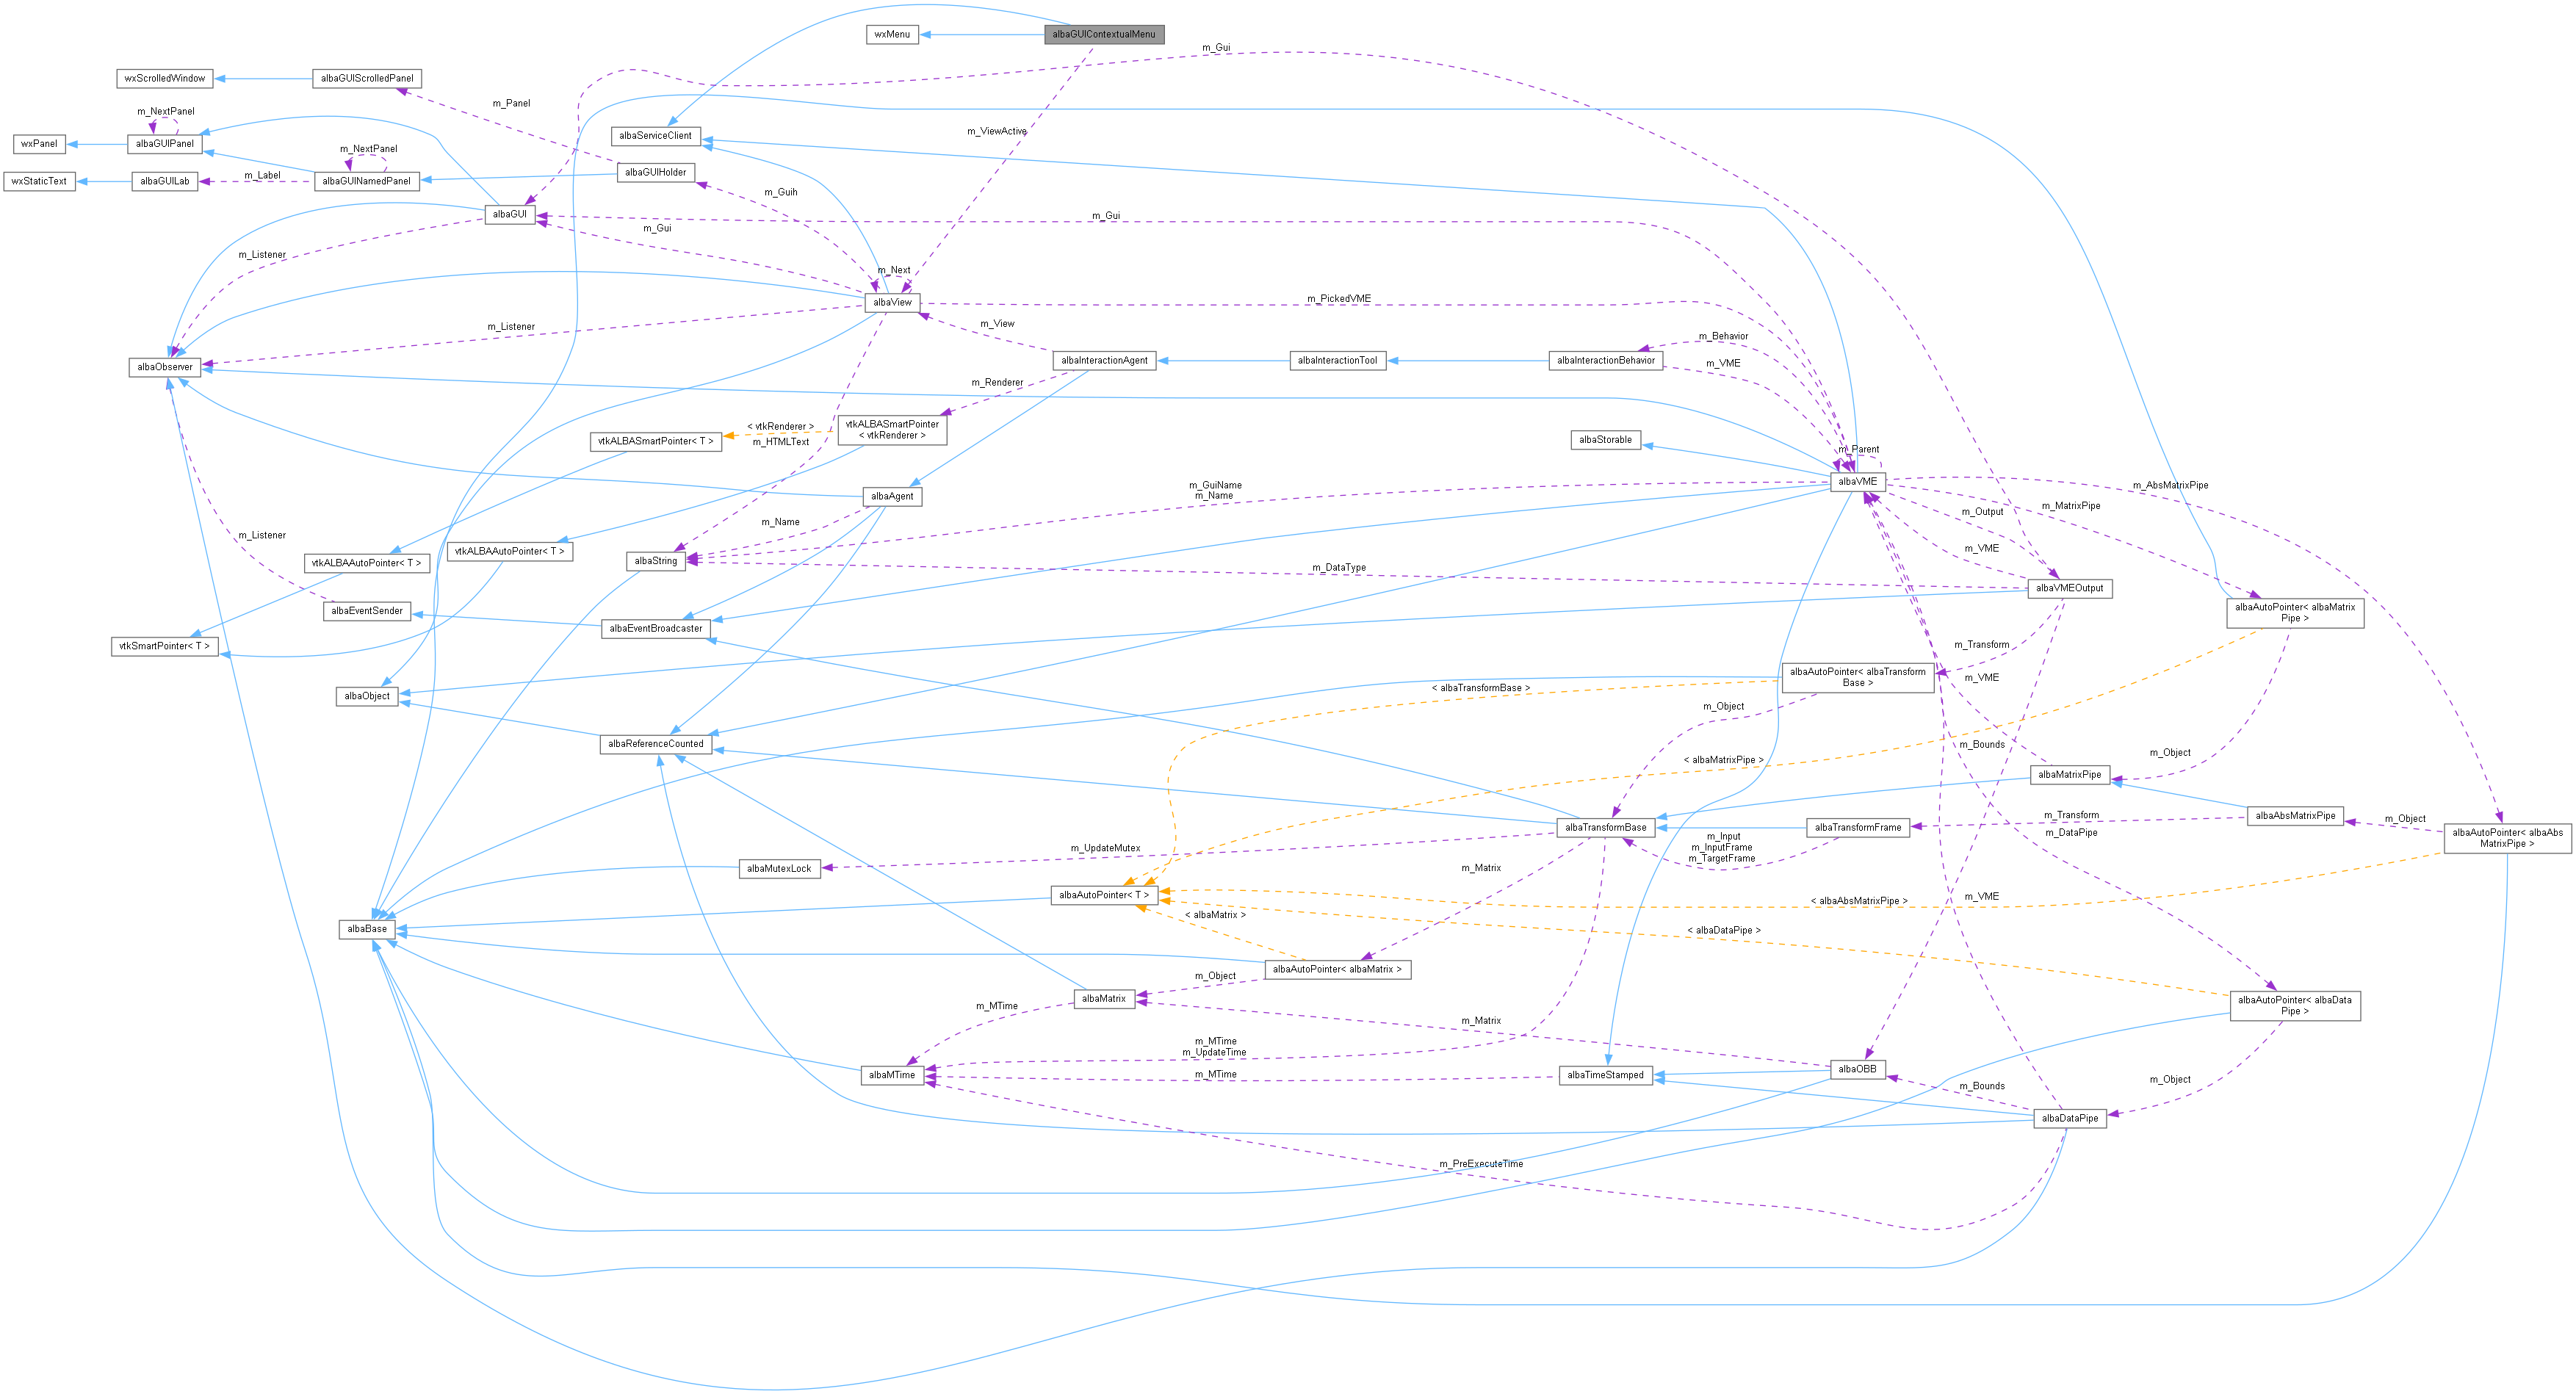 albaGUIContextualMenu
wxMenu
m_Gui
wxScrolledWindow
albaGUIScrolledPanel
m_Panel
m_NextPanel
m_ViewActive
albaServiceClient
wxPanel
albaGUIPanel
m_NextPanel
albaGUIHolder
m_Label
wxStaticText
albaGUILab
albaGUINamedPanel
m_Guih
albaGUI
m_Gui
m_Gui
m_Listener
m_Next
albaView
m_PickedVME
m_Listener
m_View
m_Behavior
albaObserver
albaInteractionAgent
albaInteractionTool
albaInteractionBehavior
m_VME
m_Renderer
vtkALBASmartPointer
< vtkRenderer >
< vtkRenderer >
vtkALBASmartPointer< T >
m_HTMLText
albaStorable
m_Parent
albaVME
m_GuiName
m_Name
m_AbsMatrixPipe
albaAgent
m_MatrixPipe
m_Output
m_Name
m_Listener
vtkALBAAutoPointer< T >
vtkALBAAutoPointer< T >
albaString
m_VME
m_DataType
albaVMEOutput
albaEventSender
albaAutoPointer< albaMatrix
Pipe >
albaEventBroadcaster
vtkSmartPointer< T >
m_Transform
albaAutoPointer< albaTransform
Base >
m_VME
< albaTransformBase >
albaObject
m_Object
albaReferenceCounted
m_Bounds
m_Object
< albaMatrixPipe >
albaMatrixPipe
albaAbsMatrixPipe
m_Transform
m_Object
albaTransformBase
albaTransformFrame
albaAutoPointer< albaAbs
MatrixPipe >
m_DataPipe
m_Input
m_InputFrame
m_TargetFrame
m_UpdateMutex
albaMutexLock
m_Matrix
albaAutoPointer< T >
m_VME
< albaAbsMatrixPipe >
< albaMatrix >
albaBase
< albaDataPipe >
albaAutoPointer< albaMatrix >
m_Object
albaMatrix
m_MTime
albaAutoPointer< albaData
Pipe >
m_Matrix
m_MTime
m_UpdateTime
albaMTime
m_MTime
albaTimeStamped
albaOBB
m_Bounds
m_Object
albaDataPipe
m_PreExecuteTime